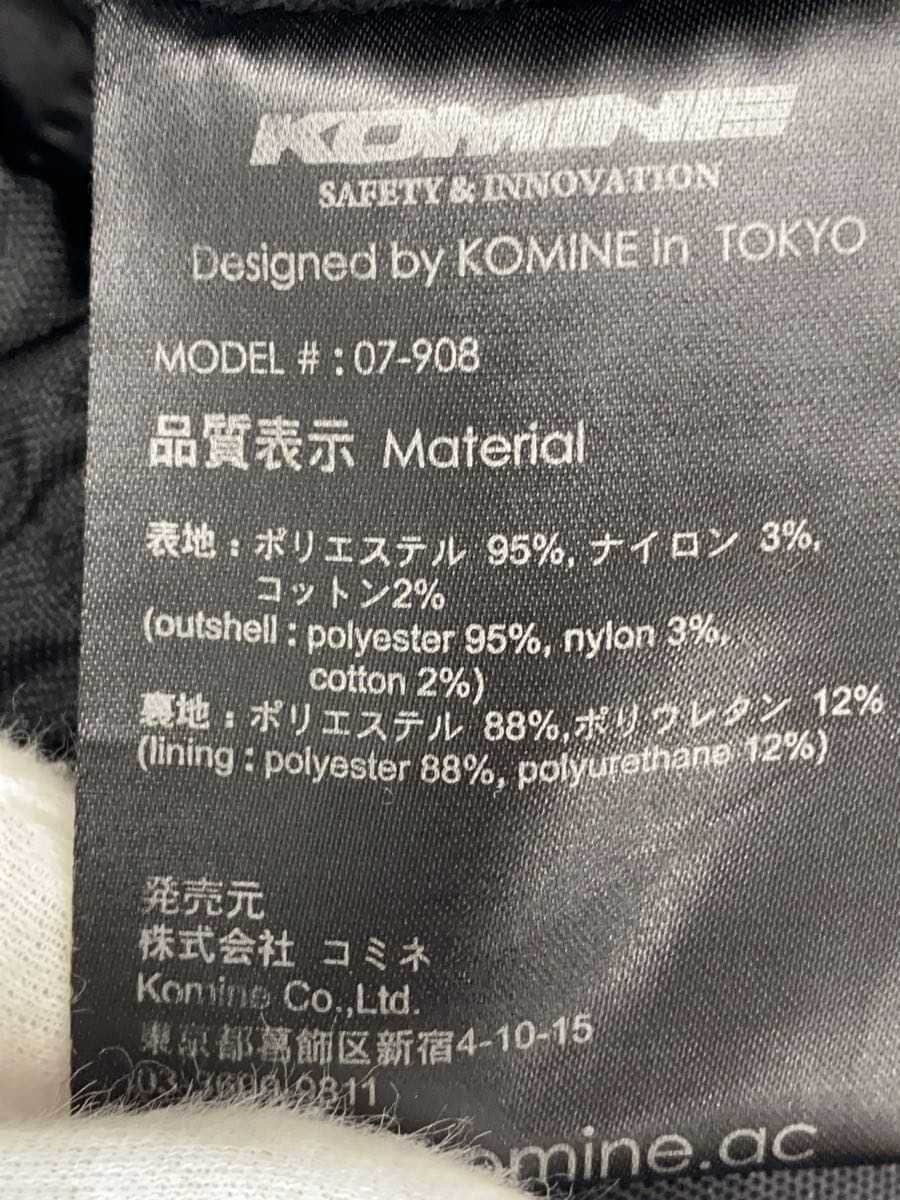 KOMINE
SAFETY & INNOVATION
Designed by KOMINE in TOKYO
MODEL # : 07-908
品質表示 Material
表地 : ポリエステル 95%, ナイロン 3%,
コットン2%
(outshell : polyester 95%, nylon 3%,
cotton 2%)
裏地 : ポリエステル 88%,ポリウレタン 12%
(lining : polyester 88%, polyurethane 12%)
発売元
株式会社 コミネ
Komine Co.,Ltd.
東京都葛飾区新宿4-10-15